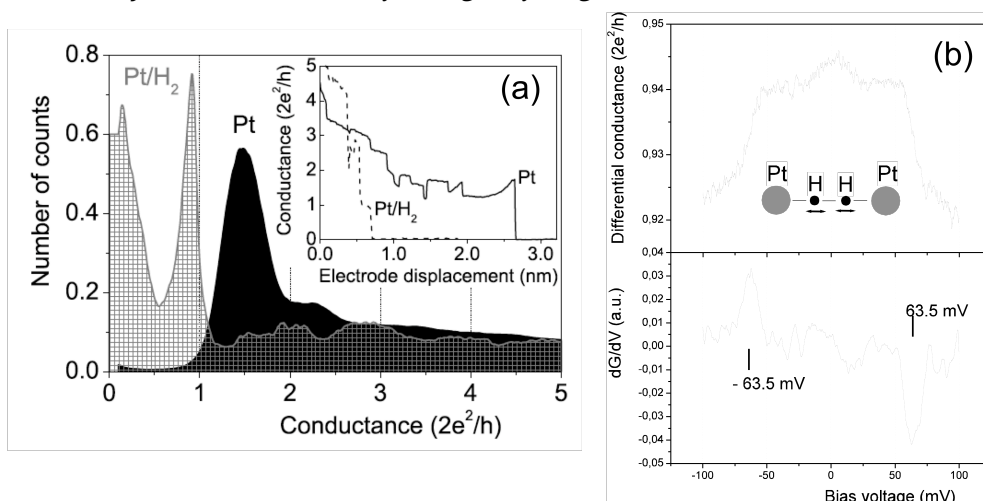 Pt/H2
Pt
(a)
Conductance (2e²/h)
5
4
3
2
1
0
Pt
Pt/H2
0.0
1.0
2.0
3.0
Electrode displacement (nm)
Number of counts
0.8
0.6
0.4
0.2
0.0
0
1
2
3
4
5
Conductance (2e²/h)
(b)
Differential conductance (2e²/h)
0,95
0,94
0,93
0,92
Pt
H
H
Pt
dG/dV (a.u.)
0,04
0,03
0,02
0,01
0,00
-0,01
-0,02
-0,03
-0,04
-0,05
63.5 mV
- 63.5 mV
-100
-50
0
50
100
Bias voltage (mV)